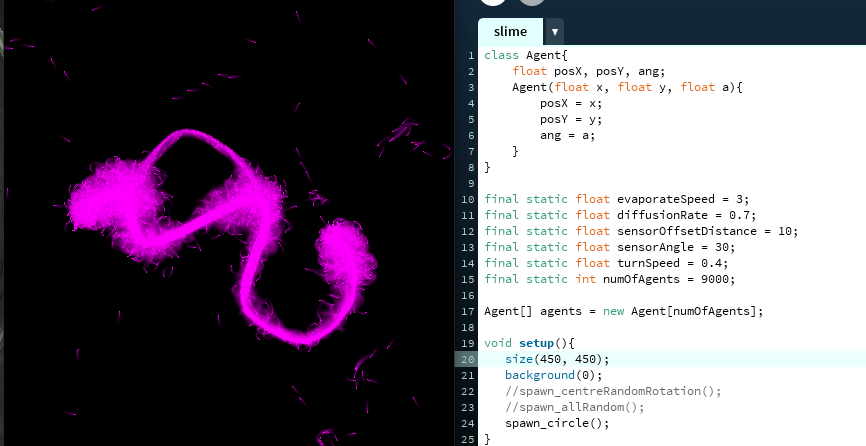 slime ▼
1 class Agent{
2 float posX, posY, ang;
3 Agent(float x, float y, float a){
4 posX = x;
5 posY = y;
6 ang = a;
7 }
8 }
9
10 final static float evaporateSpeed = 3;
11 final static float diffusionRate = 0.7;
12 final static float sensorOffsetDistance = 10;
13 final static float sensorAngle = 30;
14 final static float turnSpeed = 0.4;
15 final static int numOfAgents = 9000;
16
17 Agent[] agents = new Agent[numOfAgents];
18
19 void setup(){
20 size(450, 450);
21 background(0);
22 //spawn_centreRandomRotation();
23 //spawn_allRandom();
24 spawn_circle();
25 }